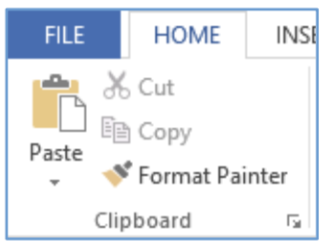 FILE HOME INSE
Cut
Copy
Paste
Format Painter
Clipboard